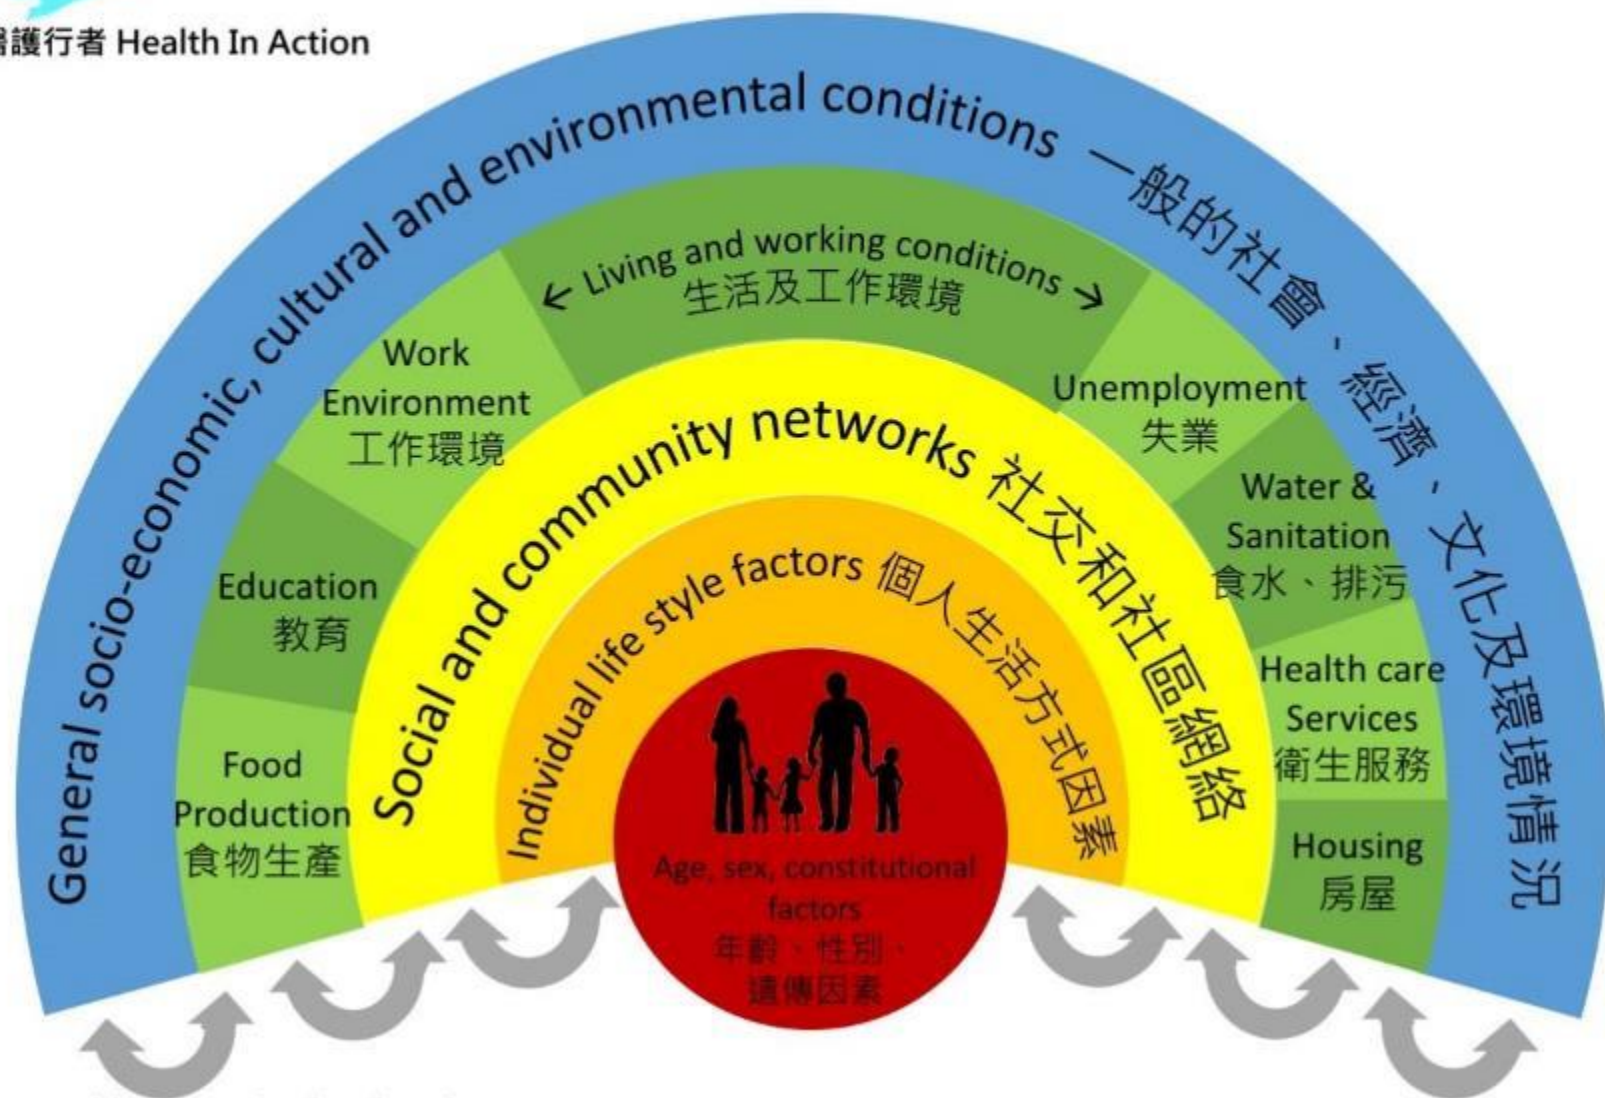 護行者 Health In Action
General socio-economic, cultural and environmental conditions 一般的社會、經濟、文化及環境情況
← Living and working conditions →
生活及工作環境
Work
Environment
工作環境
Education
教育
Food
Production
食物生產
Unemployment
失業
Water &
Sanitation
食水、排污
Health care
Services
衛生服務
Housing
房屋
Social and community networks 社交和社區網絡
Individual life style factors 個人生活方式因素
Age, sex, constitutional
factors
年齡、性別、
遺傳因素